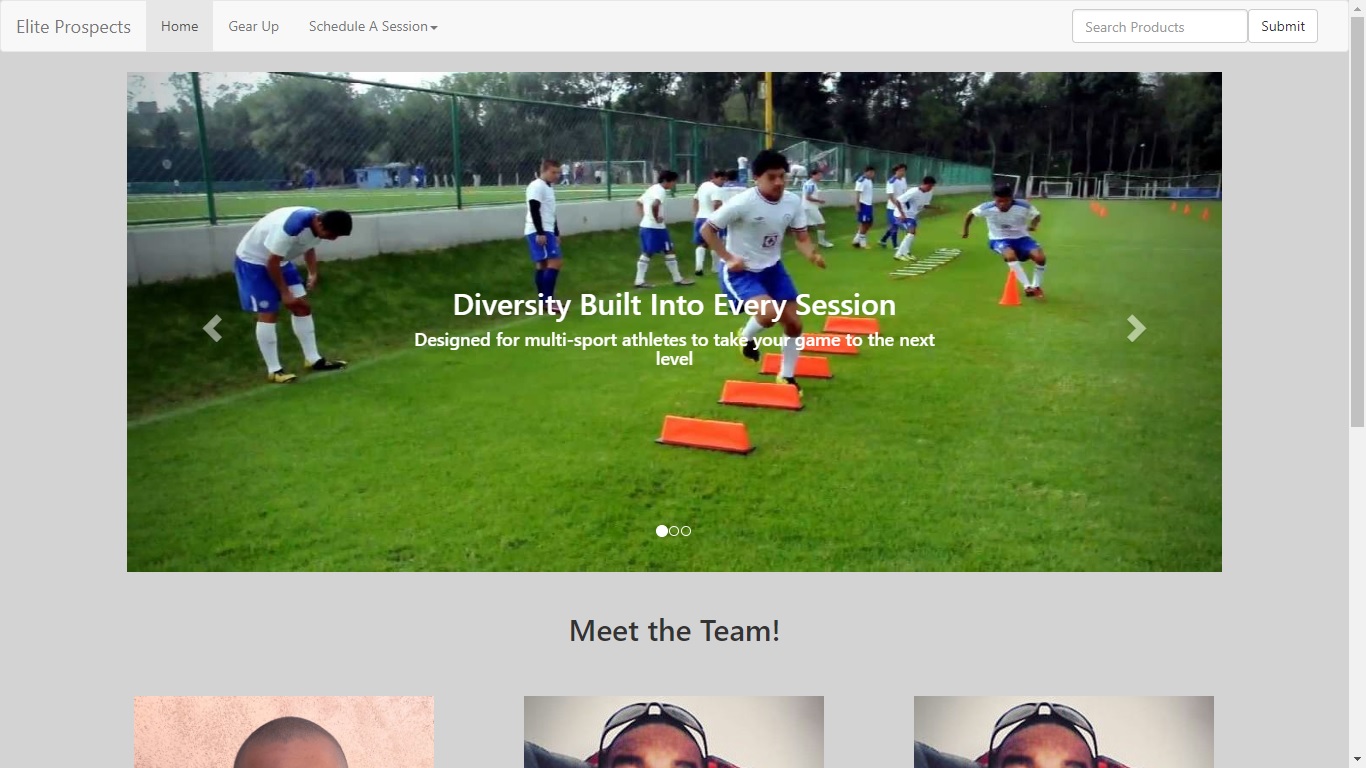 Elite Prospects Home Gear Up Schedule A Session Search Products Submit
Diversity Built Into Every Session
Designed for multi-sport athletes to take your game to the next
level
Meet the Team!